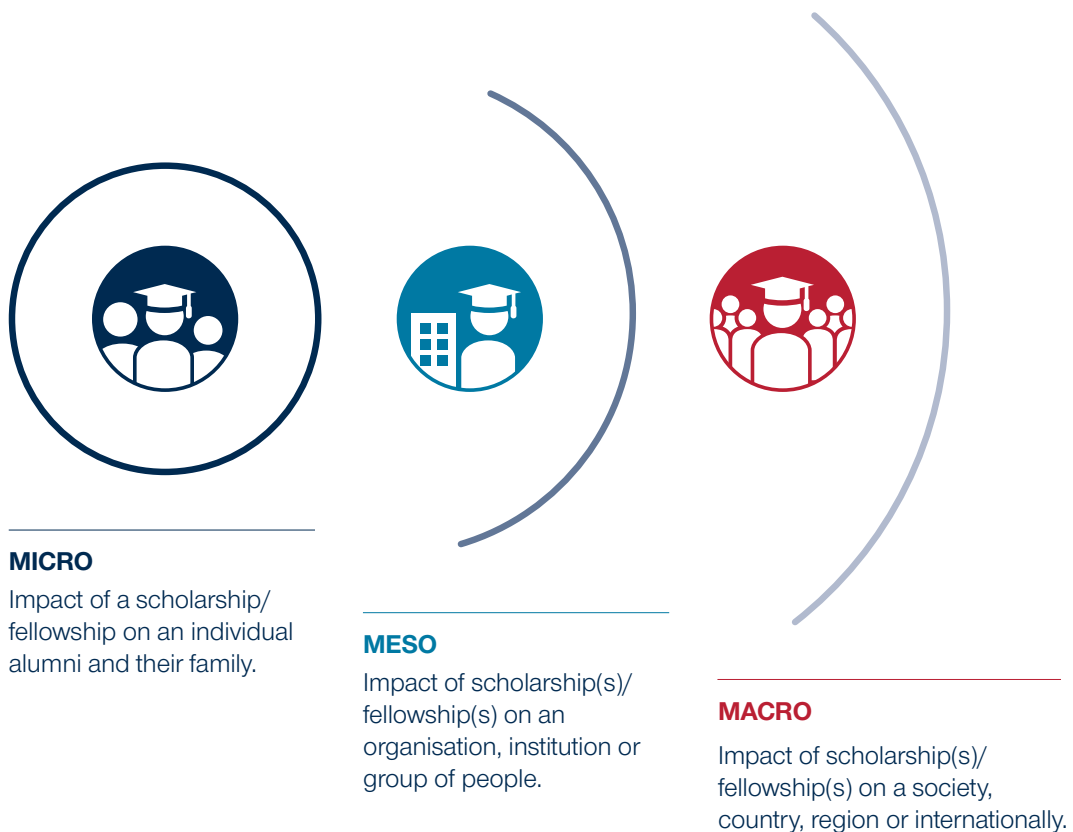 MICRO
Impact of a scholarship/
fellowship on an individual
alumni and their family.
MESO
Impact of scholarship(s)/
fellowship(s) on an
organisation, institution or
group of people.
MACRO
Impact of scholarship(s)/
fellowship(s) on a society,
country, region or internationally.